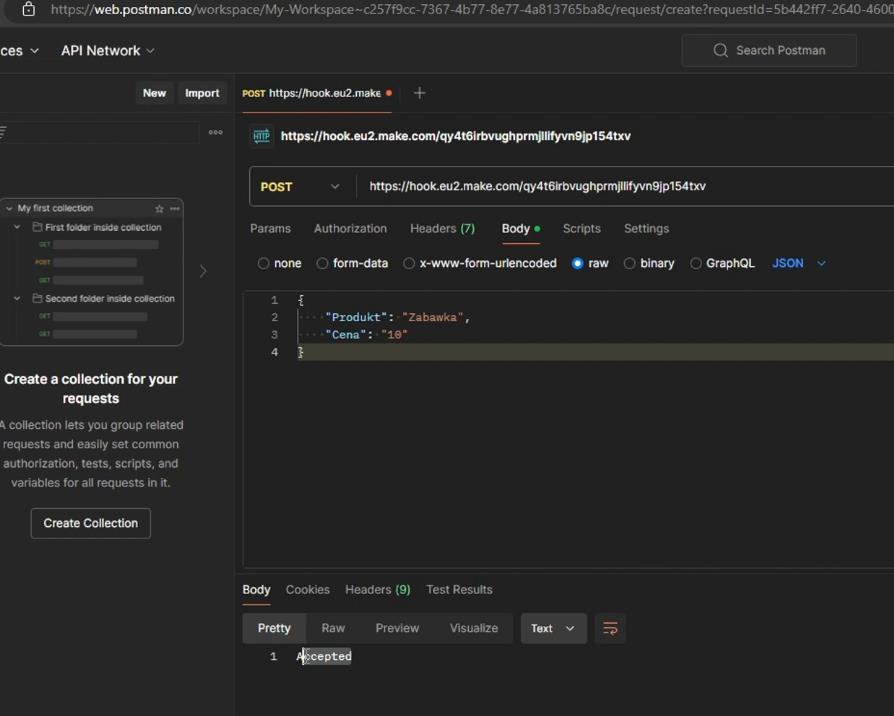 https://web.postman.co/workspace/My-Workspace~c257f9cc-7367-4b77-8e77-4a813765ba8c/request/create?requestId=5b442ff7-2640-4600
ces
API Network
Search Postman
New
Import
POST https://hook.eu2.make
HTTP https://hook.eu2.make.com/qy4t6irbvughprmjllifyvn9jp154txv
POST https://hook.eu2.make.com/qy4t6irbvughprmjllifyvn9jp154txv
Params Authorization Headers (7) Body Scripts Settings
none form-data x-www-form-urlencoded raw binary GraphQL JSON
1 {
2 "Produkt": "Zabawka",
3 "Cena": "10"
4 }
My first collection
First folder inside collection
GET
POST
GET
Second folder inside collection
GET
GET
Create a collection for your
requests
A collection lets you group related
requests and easily set common
authorization, tests, scripts, and
variables for all requests in it.
Create Collection
Body Cookies Headers (9) Test Results
Pretty Raw Preview Visualize Text
1 Accepted